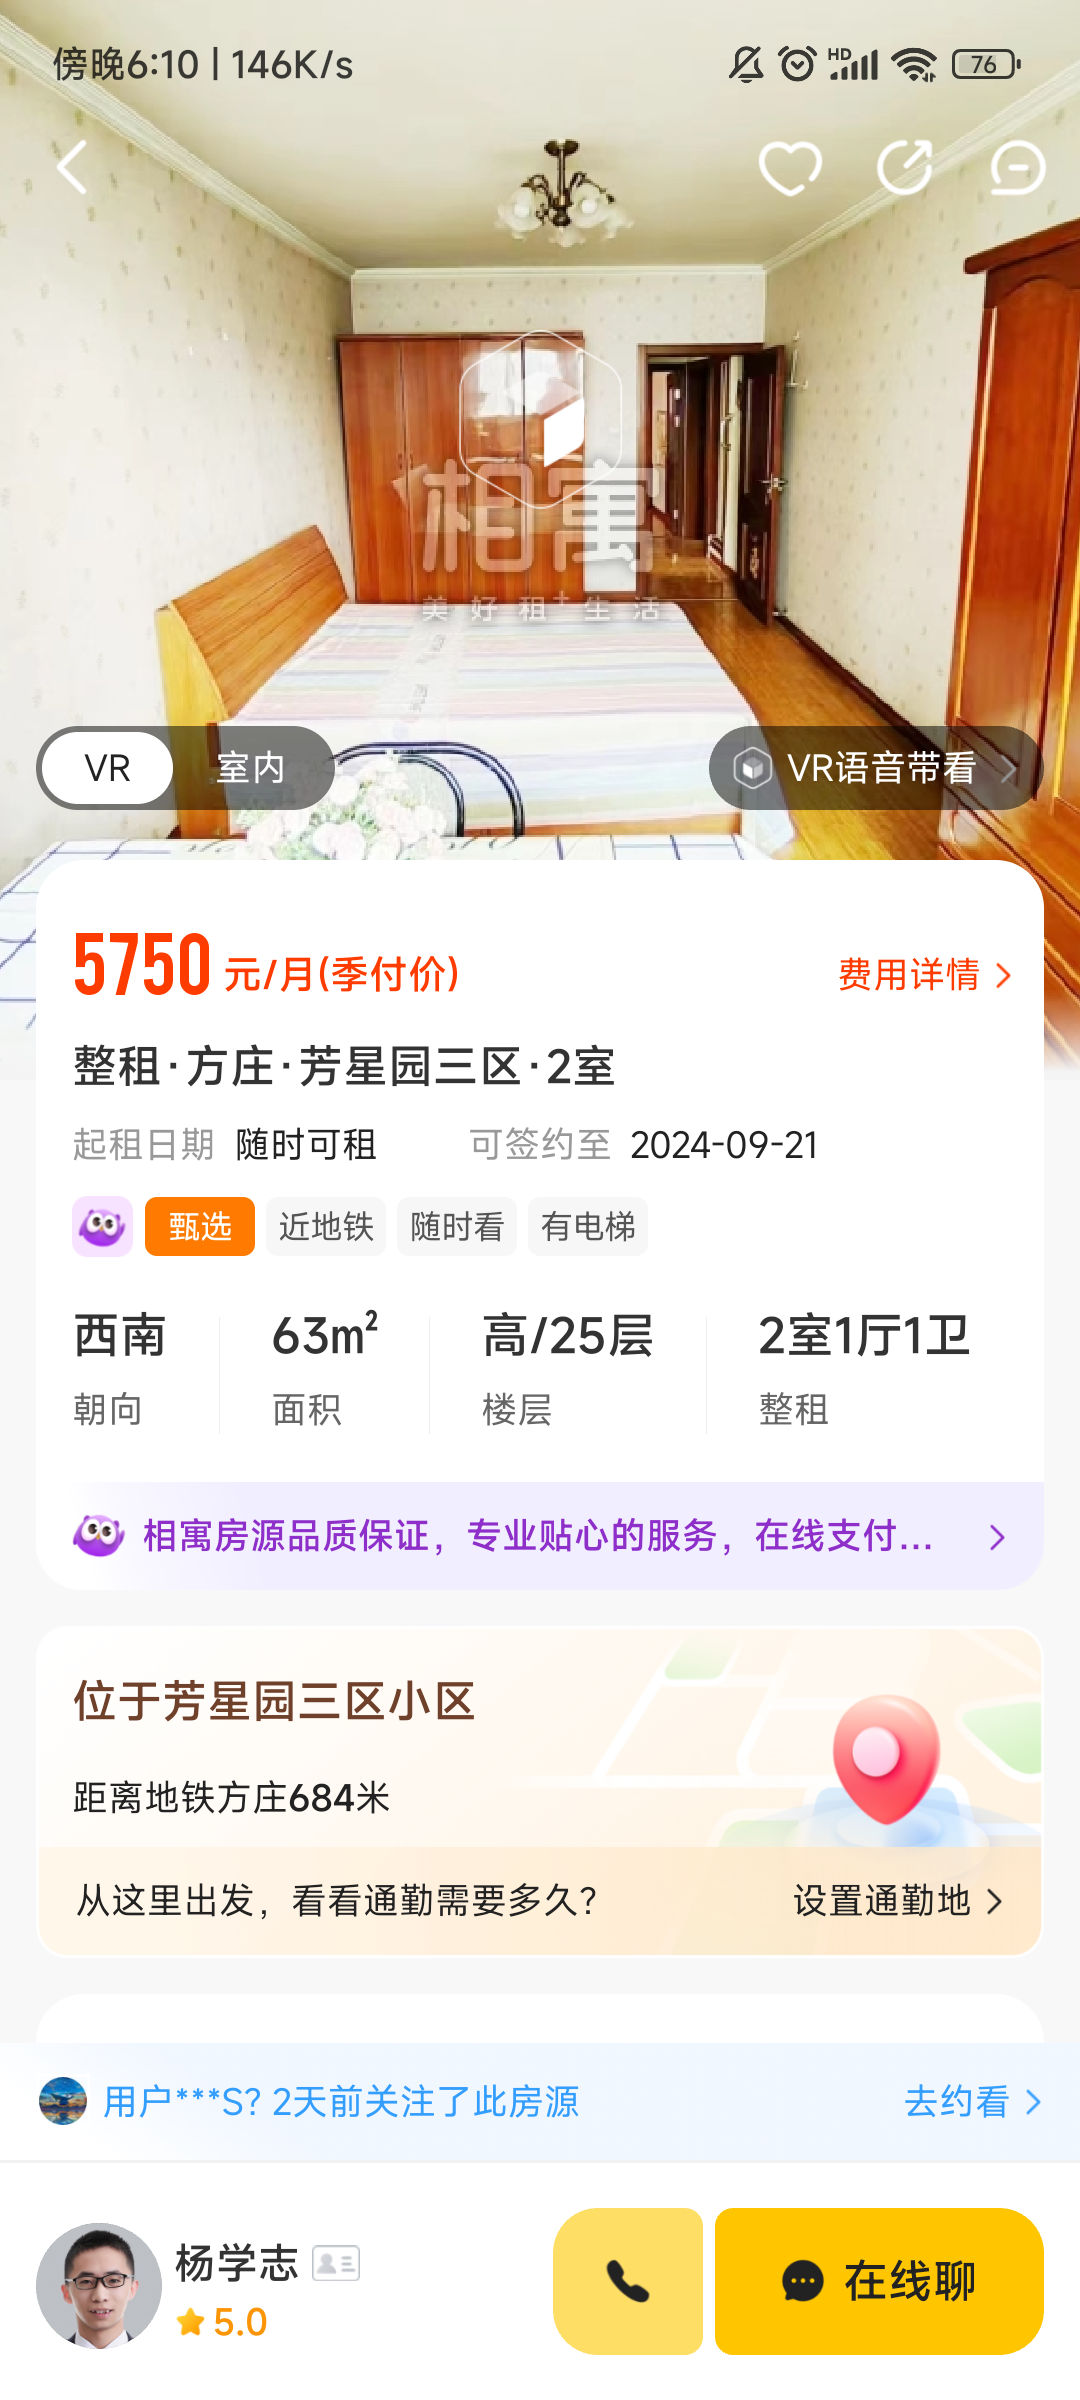 傍晚6:10 | 146K/s
HD
76
相寓
美好租+生活
VR
室内
VR语音带看
5750 元/月(季付价)
费用详情
整租·方庄·芳星园三区·2室
起租日期 随时可租 可签约至 2024-09-21
甄选 近地铁 随时看 有电梯
西南 63m² 高/25层 2室1厅1卫
朝向 面积 楼层 整租
相寓房源品质保证，专业贴心的服务，在线支付...
位于芳星园三区小区
距离地铁方庄684米
从这里出发，看看通勤需要多久?
设置通勤地
用户***S? 2天前关注了此房源
去约看
杨学志
5.0
在线聊